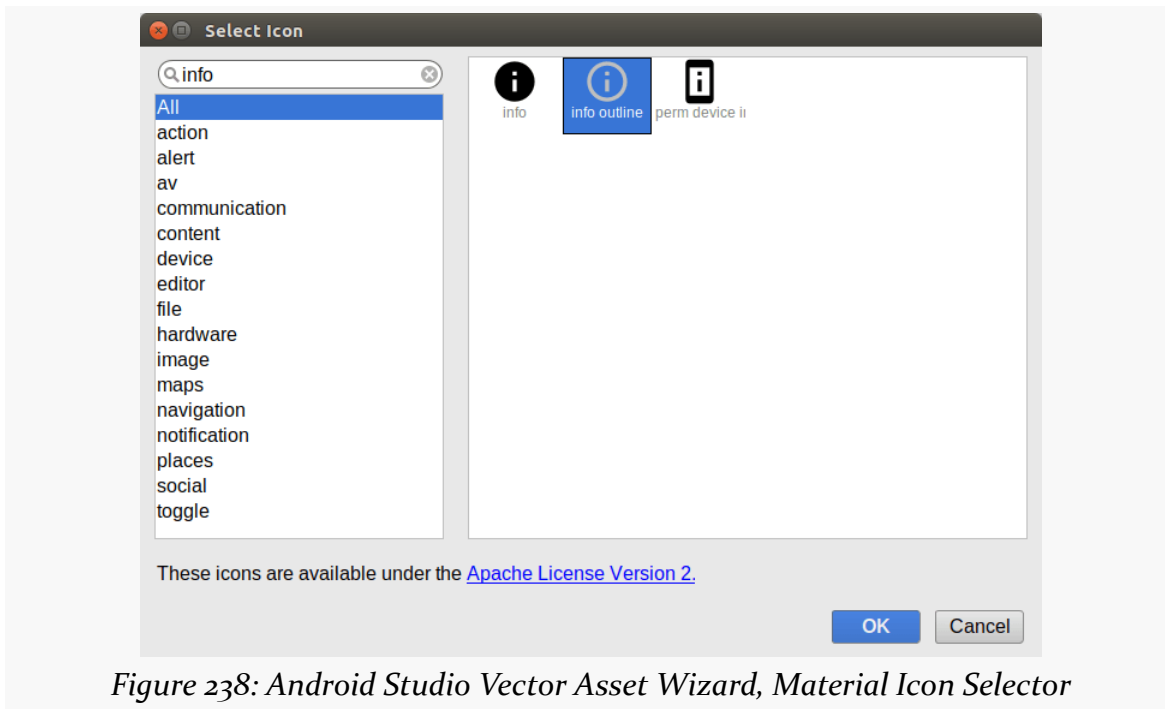 Select Icon
info
All
action
alert
av
communication
content
device
editor
file
hardware
image
maps
navigation
notification
places
social
toggle
info
info outline
perm device
These icons are available under the Apache License Version 2.
OK
Cancel
Figure 238: Android Studio Vector Asset Wizard, Material Icon Selector